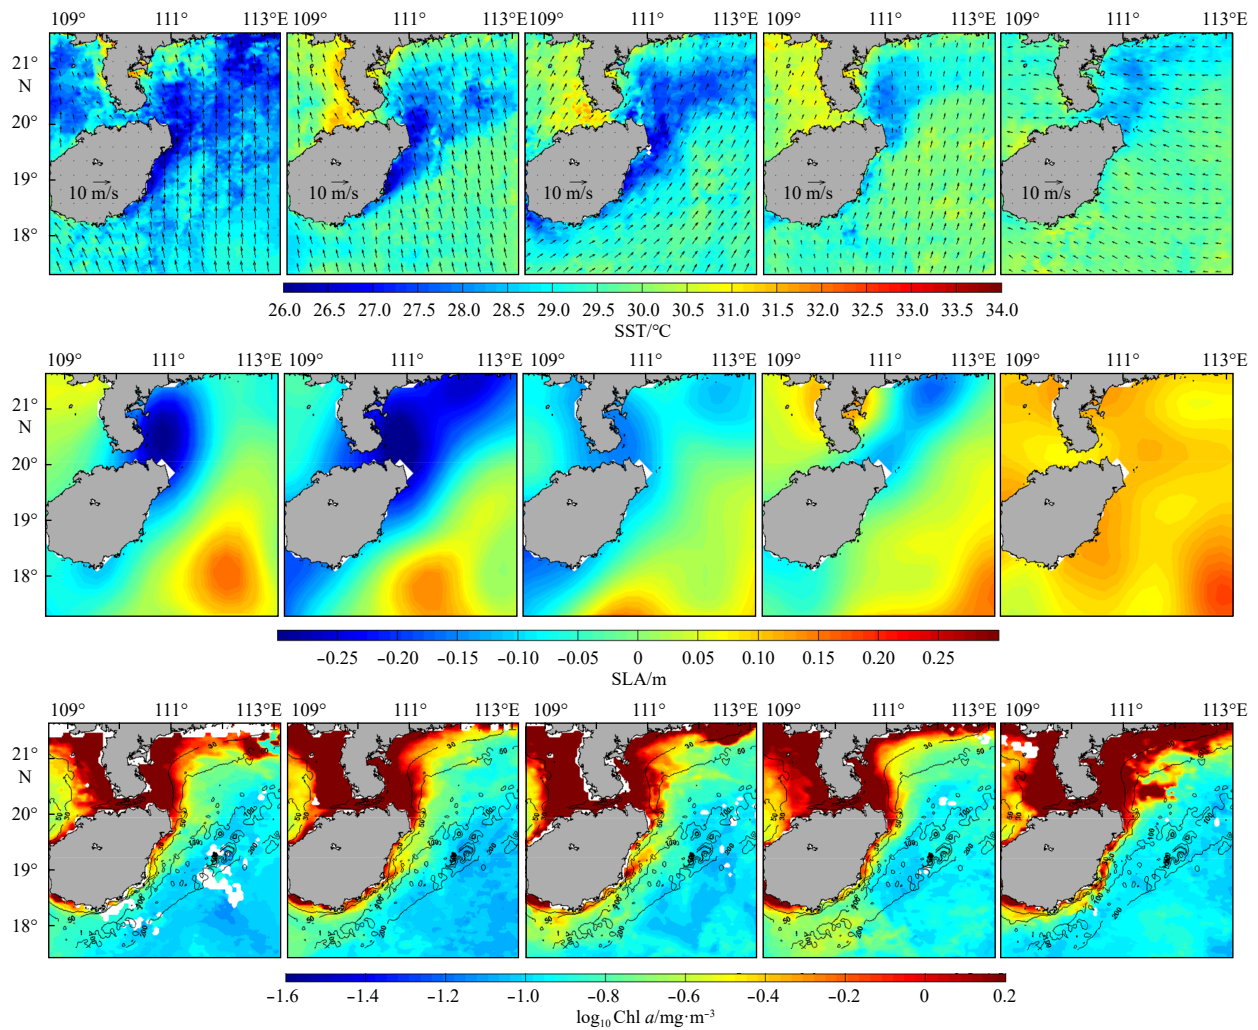 109° 111° 113°E 109° 111° 113°E 109° 111° 113°E 109° 111° 113°E 109° 111° 113°E
21°
N
20°
19°
18°
10 m/s 10 m/s 10 m/s 10 m/s 10 m/s
26.0 26.5 27.0 27.5 28.0 28.5 29.0 29.5 30.0 30.5 31.0 31.5 32.0 32.5 33.0 33.5 34.0
SST/°C
109° 111° 113°E 109° 111° 113°E 109° 111° 113°E 109° 111° 113°E 109° 111° 113°E
21°
N
20°
19°
18°
−0.25 −0.20 −0.15 −0.10 −0.05 0 0.05 0.10 0.15 0.20 0.25
SLA/m
109° 111° 113°E 109° 111° 113°E 109° 111° 113°E 109° 111° 113°E 109° 111° 113°E
21°
N
20°
19°
18°
−1.6 −1.4 −1.2 −1.0 −0.8 −0.6 −0.4 −0.2 0 0.2
log₁₀ Chl a/mg·m⁻³